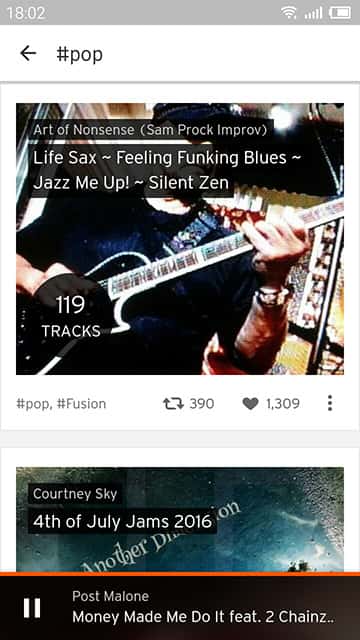 18:02
#pop
Art of Nonsense (Sam Prock Improv)
Life Sax ~ Feeling Funking Blues ~
Jazz Me Up! ~ Silent Zen
119
TRACKS
#pop, #Fusion
390
1,309
Courtney Sky
4th of July Jams 2016
Another Dimension
Post Malone
Money Made Me Do It feat. 2 Chainz..